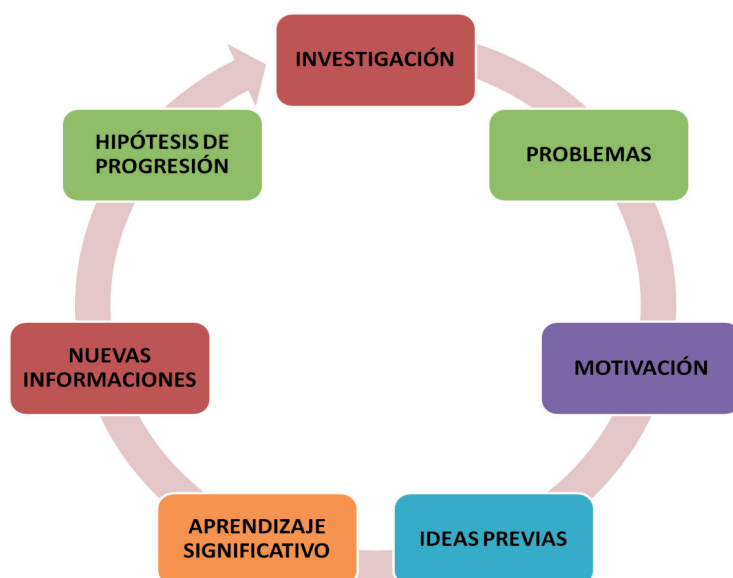 INVESTIGACIÓN
PROBLEMAS
MOTIVACIÓN
IDEAS PREVIAS
APRENDIZAJE
SIGNIFICATIVO
NUEVAS
INFORMACIONES
HIPÓTESIS DE
PROGRESIÓN